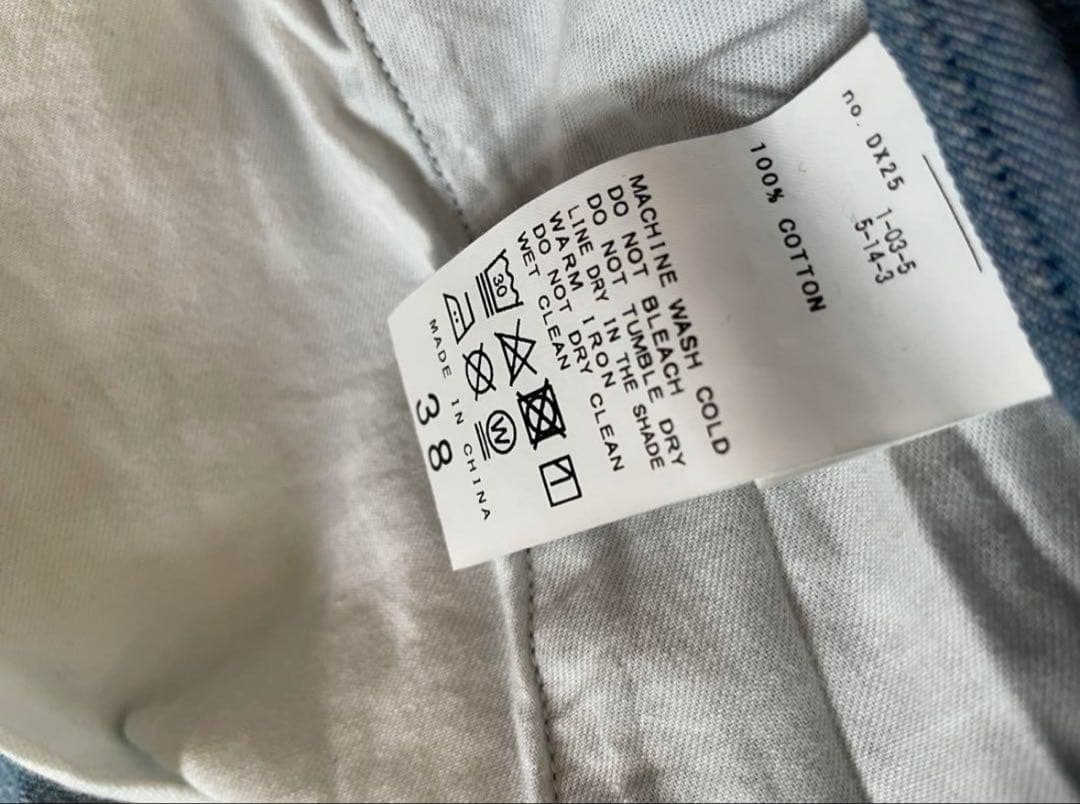 no. DX25 1-03-5
5-14-3
100% COTTON
MACHINE WASH COLD
DO NOT BLEACH
DO NOT TUMBLE DRY
LINE DRY IN THE SHADE
WARM IRON
DO NOT DRY CLEAN
WET CLEAN
30
W
MADE IN CHINA
38